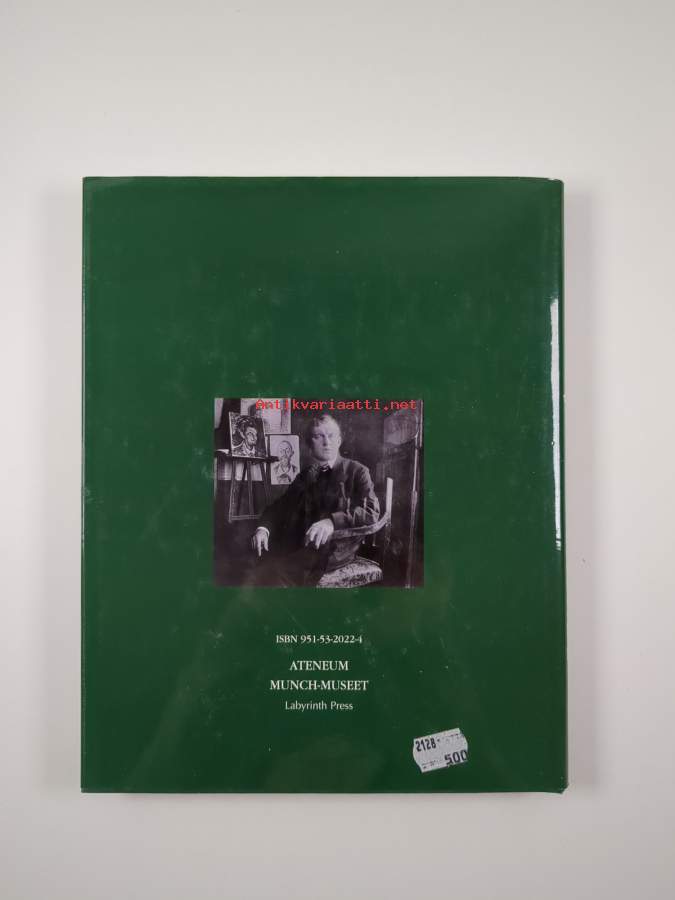 Antikvariaatti.net
ISBN 951-53-2022-4
ATENEUM
MUNCH-MUSEET
Labyrinth Press
2128
500